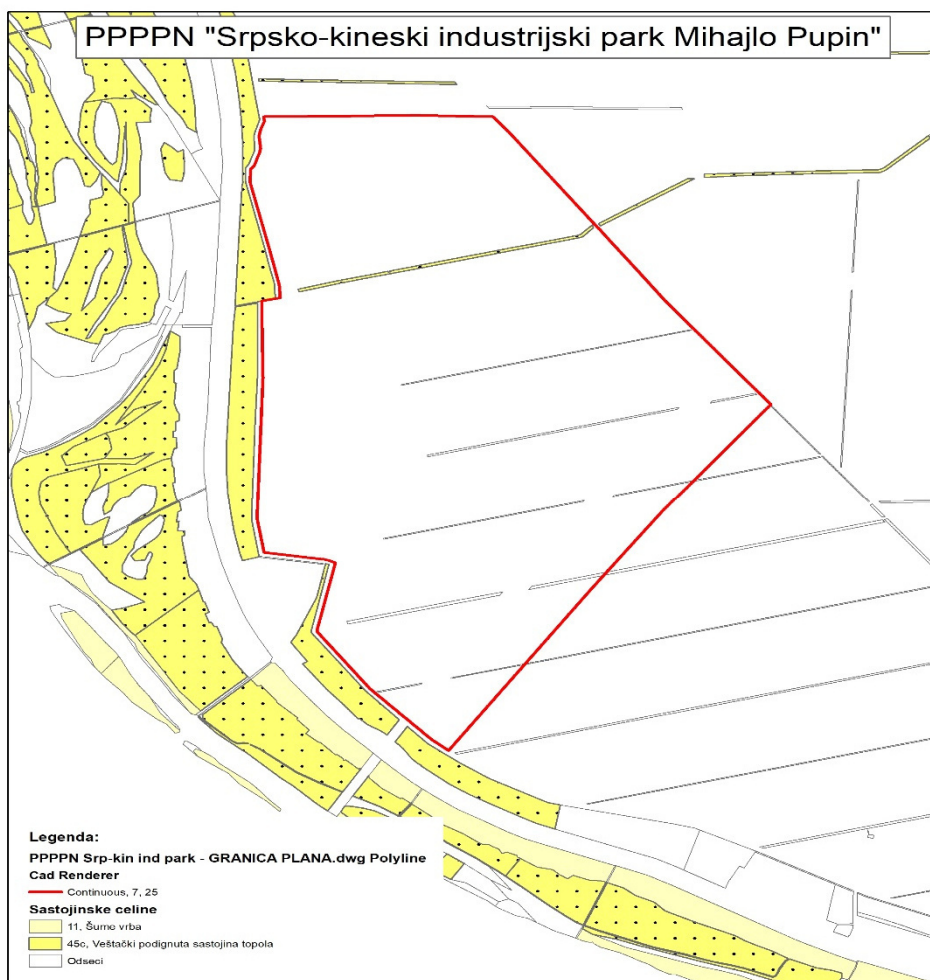 PPPPN "Srpsko-kineski industrijski park Mihajlo Pupin"
Legenda:
PPPPN Srp-kin ind park - GRANICA PLANA.dwg Polyline
Cad Renderer
Continuous, 7, 25
Sastojinske celine
11, Šume vrba
45c, Veštački podignuta sastojina topola
Odseci